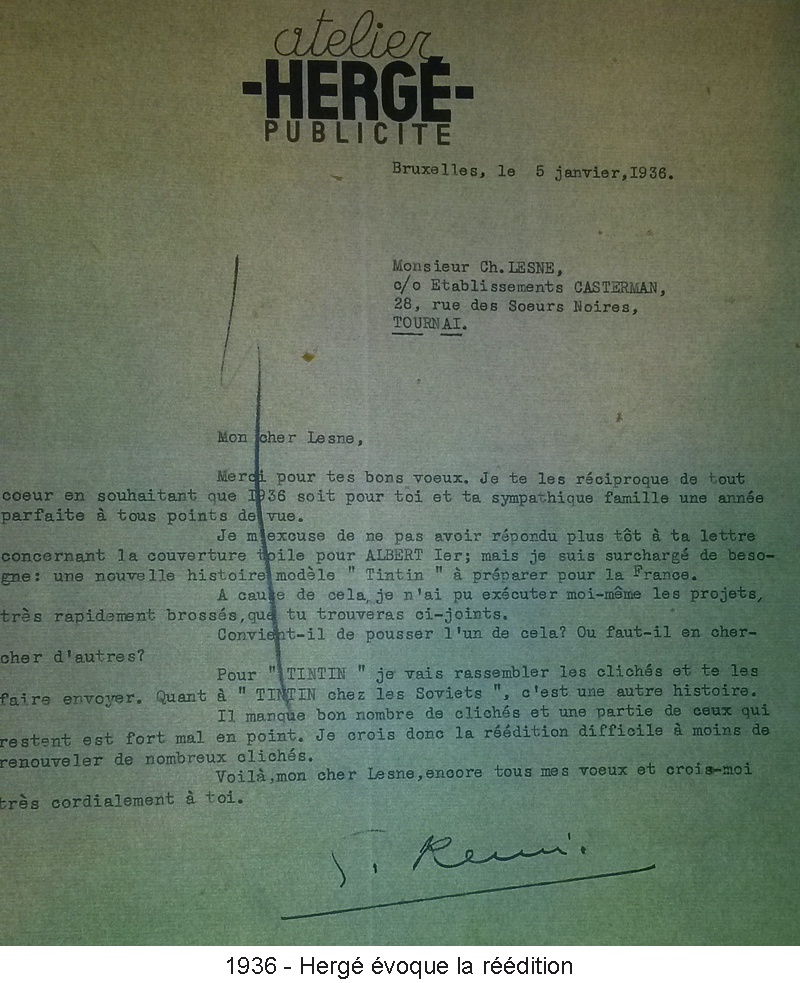 atelier
-HERGÉ-
PUBLICITE
Bruxelles, le 5 janvier,1936.
Monsieur Ch.LESNE,
c/o Etablissements CASTERMAN,
28, rue des Soeurs Noires,
TOURNAI.
Mon cher Lesne,
Merci pour tes bons voeux. Je te les réciproque de tout
coeur en souhaitant que 1936 soit pour toi et ta sympathique famille une année
parfaite à tous points de vue.
Je m'excuse de ne pas avoir répondu plus tôt à ta lettre
concernant la couverture toile pour ALBERT Ier; mais je suis surchargé de beso-
gne: une nouvelle histoire modèle " Tintin " à préparer pour la France.
A cause de cela, je n'ai pu exécuter moi-même les projets,
très rapidement brossés,que tu trouveras ci-joints.
Convient-il de pousser l'un de cela? Ou faut-il en cher-
cher d'autres?
Pour " TINTIN " je vais rassembler les clichés et te les
faire envoyer. Quant à " TINTIN chez les Soviets ", c'est une autre histoire.
Il manque bon nombre de clichés et une partie de ceux qui
restent est fort mal en point. Je crois donc la réédition difficile à moins de
renouveler de nombreux clichés.
Voilà,mon cher Lesne,encore tous mes voeux et crois-moi
très cordialement à toi.
G. Remi.
1936 - Hergé évoque la réédition